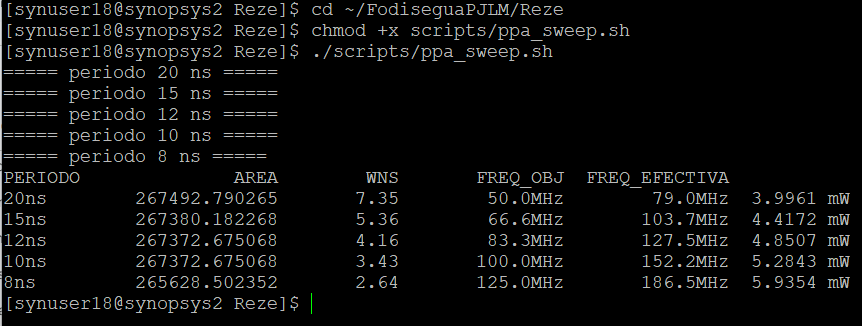 [synuser18@synopsys2 Reze]$ cd ~/FodiseguaPJLM/Reze
[synuser18@synopsys2 Reze]$ chmod +x scripts/ppa_sweep.sh
[synuser18@synopsys2 Reze]$ ./scripts/ppa_sweep.sh
===== periodo 20 ns =====
===== periodo 15 ns =====
===== periodo 12 ns =====
===== periodo 10 ns =====
===== periodo 8 ns =====
PERIODO AREA WNS FREQ_OBJ FREQ_EFECTIVA
20ns 267492.790265 7.35 50.0MHz 79.0MHz 3.9961 mW
15ns 267380.182268 5.36 66.6MHz 103.7MHz 4.4172 mW
12ns 267372.675068 4.16 83.3MHz 127.5MHz 4.8507 mW
10ns 267372.675068 3.43 100.0MHz 152.2MHz 5.2843 mW
8ns 265628.502352 2.64 125.0MHz 186.5MHz 5.9354 mW
[synuser18@synopsys2 Reze]$